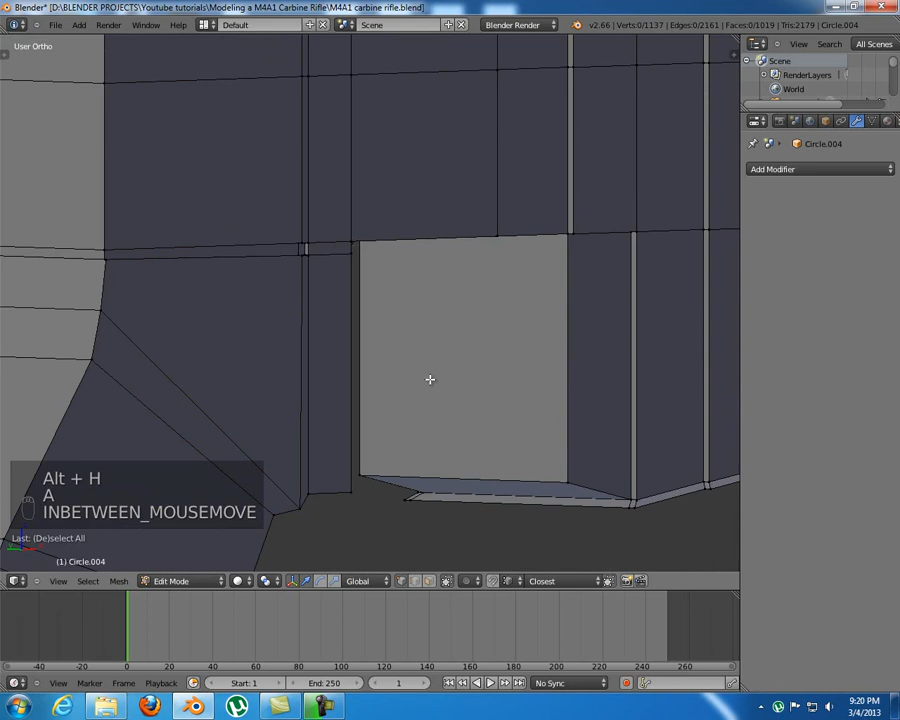 Blender* [D:\BLENDER PROJECTS\Youtube tutorials\Modeling a M4A1 Carbine Rifle\M4A1 carbine rifle.blend]
File Add Render Window Help Default Scene Blender Render v2.66 | Verts:0/1137 | Edges:0/2161 | Faces:0/1019 | Tris:2179 | Circle.004
User Ortho
View Search All Scenes
Scene
RenderLayers
World
Circle.004
Add Modifier
Alt + H
A
INBETWEEN_MOUSEMOVE
Last: (De)select All
(1) Circle.004
View Select Mesh Edit Mode Global Closest
-40 -20 0 20 40 60 80 100 120 140 160 180 200 220 240 260 280
View Marker Frame Playback Start: 1 End: 250 1 No Sync
9:20 PM
3/4/2013